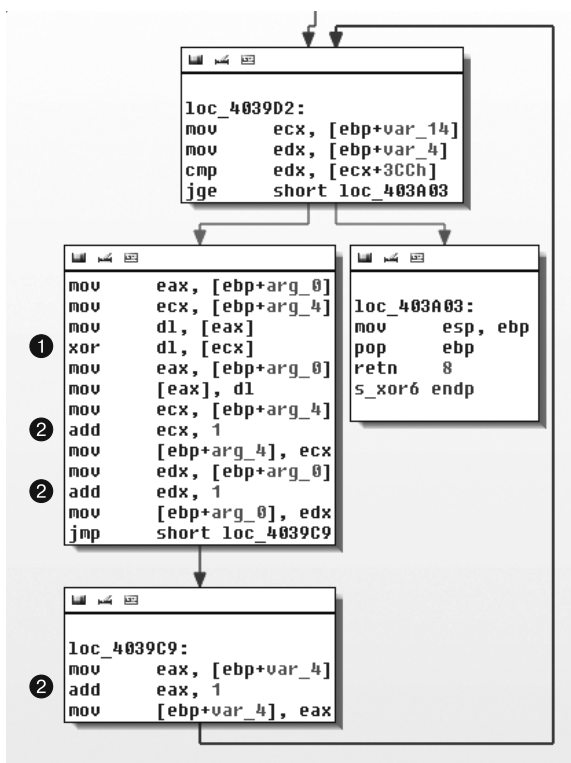 loc_4039D2:
mov ecx, [ebp+var_14]
mov edx, [ebp+var_4]
cmp edx, [ecx+3CCh]
jge short loc_403A03
mov eax, [ebp+arg_0]
mov ecx, [ebp+arg_4]
mov dl, [eax]
1 xor dl, [ecx]
mov eax, [ebp+arg_0]
mov [eax], dl
mov ecx, [ebp+arg_4]
2 add ecx, 1
mov [ebp+arg_4], ecx
mov edx, [ebp+arg_0]
2 add edx, 1
mov [ebp+arg_0], edx
jmp short loc_4039C9
loc_403A03:
mov esp, ebp
pop ebp
retn 8
s_xor6 endp
loc_4039C9:
mov eax, [ebp+var_4]
2 add eax, 1
mov [ebp+var_4], eax